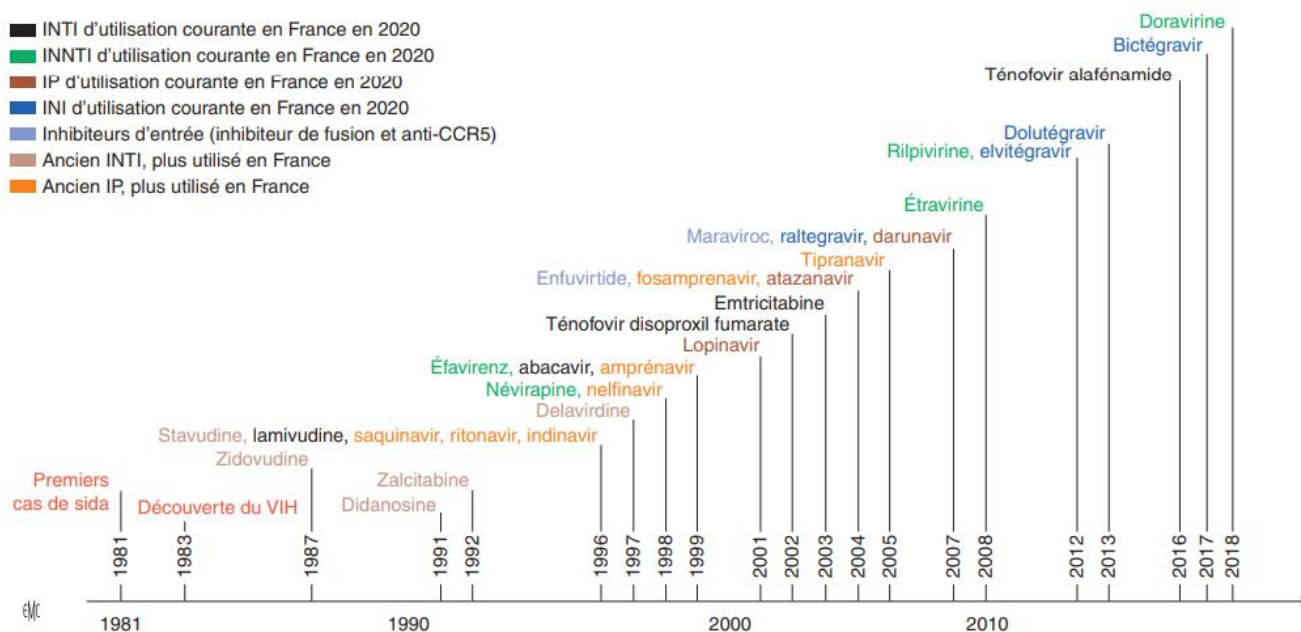 INTI d'utilisation courante en France en 2020
INNTI d'utilisation courante en France en 2020
IP d'utilisation courante en France en 2020
INI d'utilisation courante en France en 2020
Inhibiteurs d'entrée (inhibiteur de fusion et anti-CCR5)
Ancien INTI, plus utilisé en France
Ancien IP, plus utilisé en France
Doravirine
Bictégravir
Ténofovir alafénamide
Dolutégravir
Rilpivirine, elvitégravir
Étravirine
Maraviroc, raltegravir, darunavir
Tipranavir
Enfuvirtide, fosamprenavir, atazanavir
Emtricitabine
Ténofovir disoproxil fumarate
Lopinavir
Éfavirenz, abacavir, amprénavir
Névirapine, nelfinavir
Delavirdine
Stavudine, lamivudine, saquinavir, ritonavir, indinavir
Zidovudine
Premiers
cas de sida
Découverte du VIH
Zalcitabine
Didanosine
1981
1983
1987
1991
1992
1996
1997
1998
1999
2001
2002
2003
2004
2005
2007
2008
2012
2013
2016
2017
2018
EMC
1981
1990
2000
2010